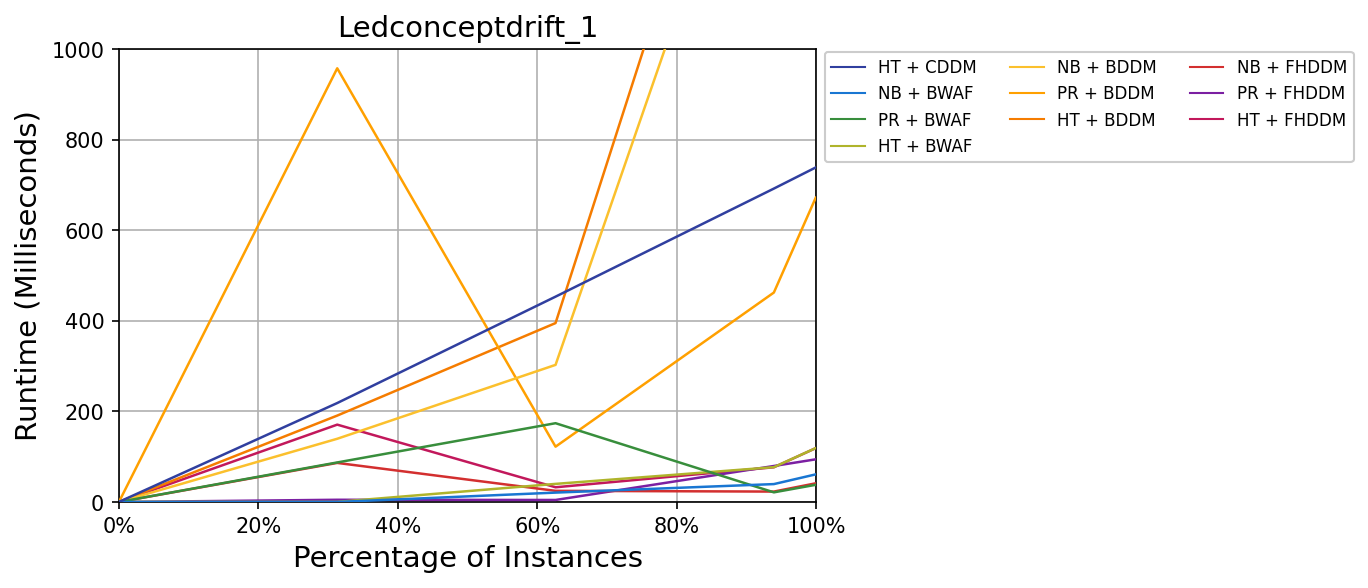 Ledconceptdrift_1
Runtime (Milliseconds)
1000
800
600
400
200
0
0% 20% 40% 60% 80% 100%
Percentage of Instances
HT + CDDM NB + BDDM NB + FHDDM
NB + BWAF PR + BDDM PR + FHDDM
PR + BWAF HT + BDDM HT + FHDDM
HT + BWAF